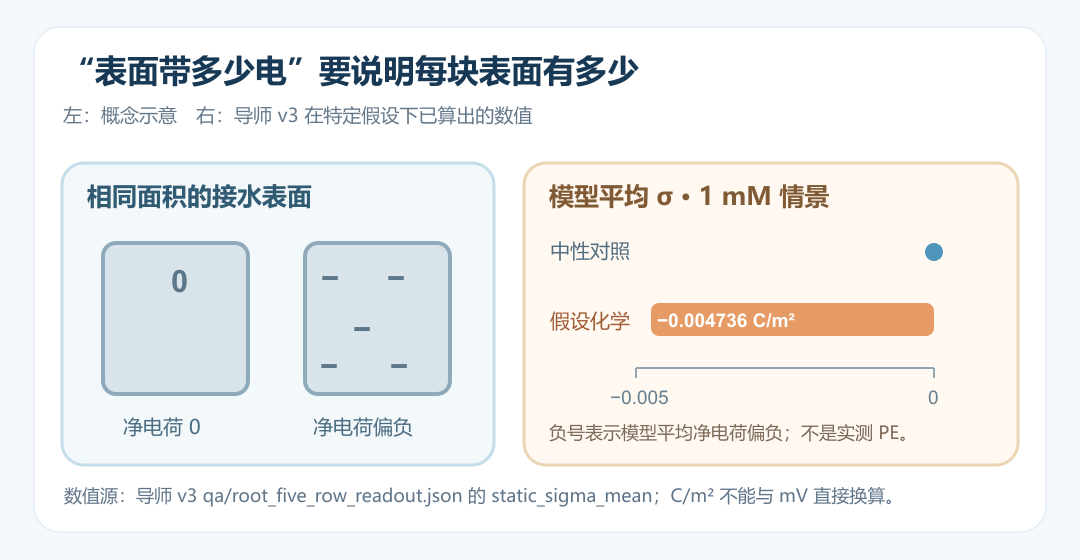 “表面带多少电”要说明每块表面有多少
左：概念示意　右：导师 v3 在特定假设下已算出的数值
相同面积的接水表面
0
− −
−
− −
净电荷 0
净电荷偏负
模型平均 σ · 1 mM 情景
中性对照
假设化学
−0.004736 C/m²
−0.005
0
负号表示模型平均净电荷偏负；不是实测 PE。
数值源：导师 v3 qa/root_five_row_readout.json 的 static_sigma_mean；C/m² 不能与 mV 直接换算。